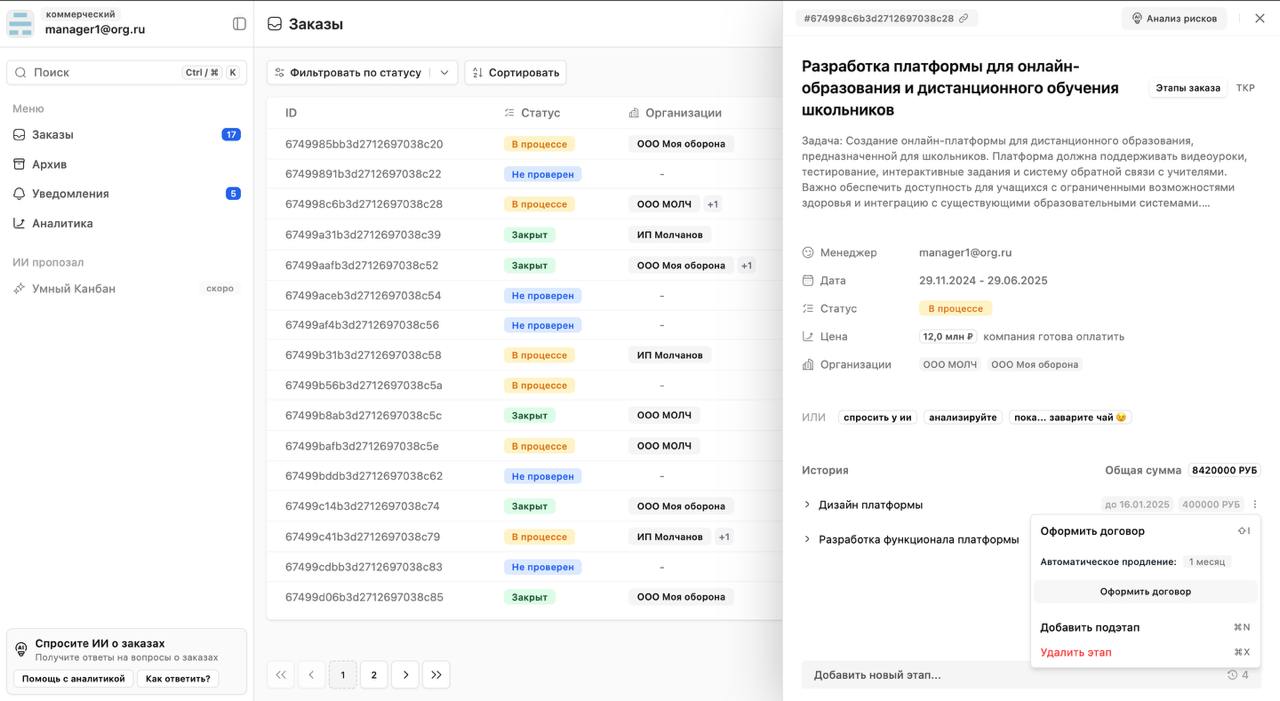 коммерческий
manager1@org.ru
Поиск Ctrl / ⌘ K
Меню
Заказы 17
Архив
Уведомления 5
Аналитика
ИИ пропозал
Умный Канбан скоро
Спросите ИИ о заказах
Получите ответы на вопросы о заказах
Помощь с аналитикой Как ответить?
Заказы
Фильтровать по статусу Сортировать
ID Статус Организации
6749985bb3d2712697038c20 В процессе ООО Моя оборона
67499891b3d2712697038c22 Не проверен -
674998c6b3d2712697038c28 В процессе ООО МОЛЧ +1
67499a31b3d2712697038c39 Закрыт ИП Молчанов
67499aafb3d2712697038c52 Закрыт ООО Моя оборона +1
67499aceb3d2712697038c54 Не проверен -
67499af4b3d2712697038c56 Не проверен -
67499b31b3d2712697038c58 В процессе ИП Молчанов
67499b56b3d2712697038c5a В процессе -
67499b8ab3d2712697038c5c Закрыт ООО МОЛЧ
67499bafb3d2712697038c5e В процессе ООО МОЛЧ
67499bddb3d2712697038c62 Не проверен -
67499c14b3d2712697038c74 Закрыт ООО Моя оборона
67499c41b3d2712697038c79 В процессе ИП Молчанов +1
67499cdbb3d2712697038c83 Не проверен -
67499d06b3d2712697038c85 Закрыт ООО Моя оборона
1 2
#674998c6b3d2712697038c28 Анализ рисков
Разработка платформы для онлайн-
образования и дистанционного обучения
школьников
Этапы заказа ТКР
Задача: Создание онлайн-платформы для дистанционного образования,
предназначенной для школьников. Платформа должна поддерживать видеоуроки,
тестирование, интерактивные задания и систему обратной связи с учителями.
Важно обеспечить доступность для учащихся с ограниченными возможностями
здоровья и интеграцию с существующими образовательными системами....
Менеджер manager1@org.ru
Дата 29.11.2024 - 29.06.2025
Статус В процессе
Цена 12,0 млн ₽ компания готова оплатить
Организации ООО МОЛЧ ООО Моя оборона
ИЛИ спросить у ии анализируйте пока... заварите чай 😉
История Общая сумма 8420000 РУБ
Дизайн платформы до 16.01.2025 400000 РУБ
Разработка функционала платформы
Оформить договор ⇧I
Автоматическое продление: 1 месяц
Оформить договор
Добавить подэтап ⌘N
Удалить этап ⌘X
Добавить новый этап... 4